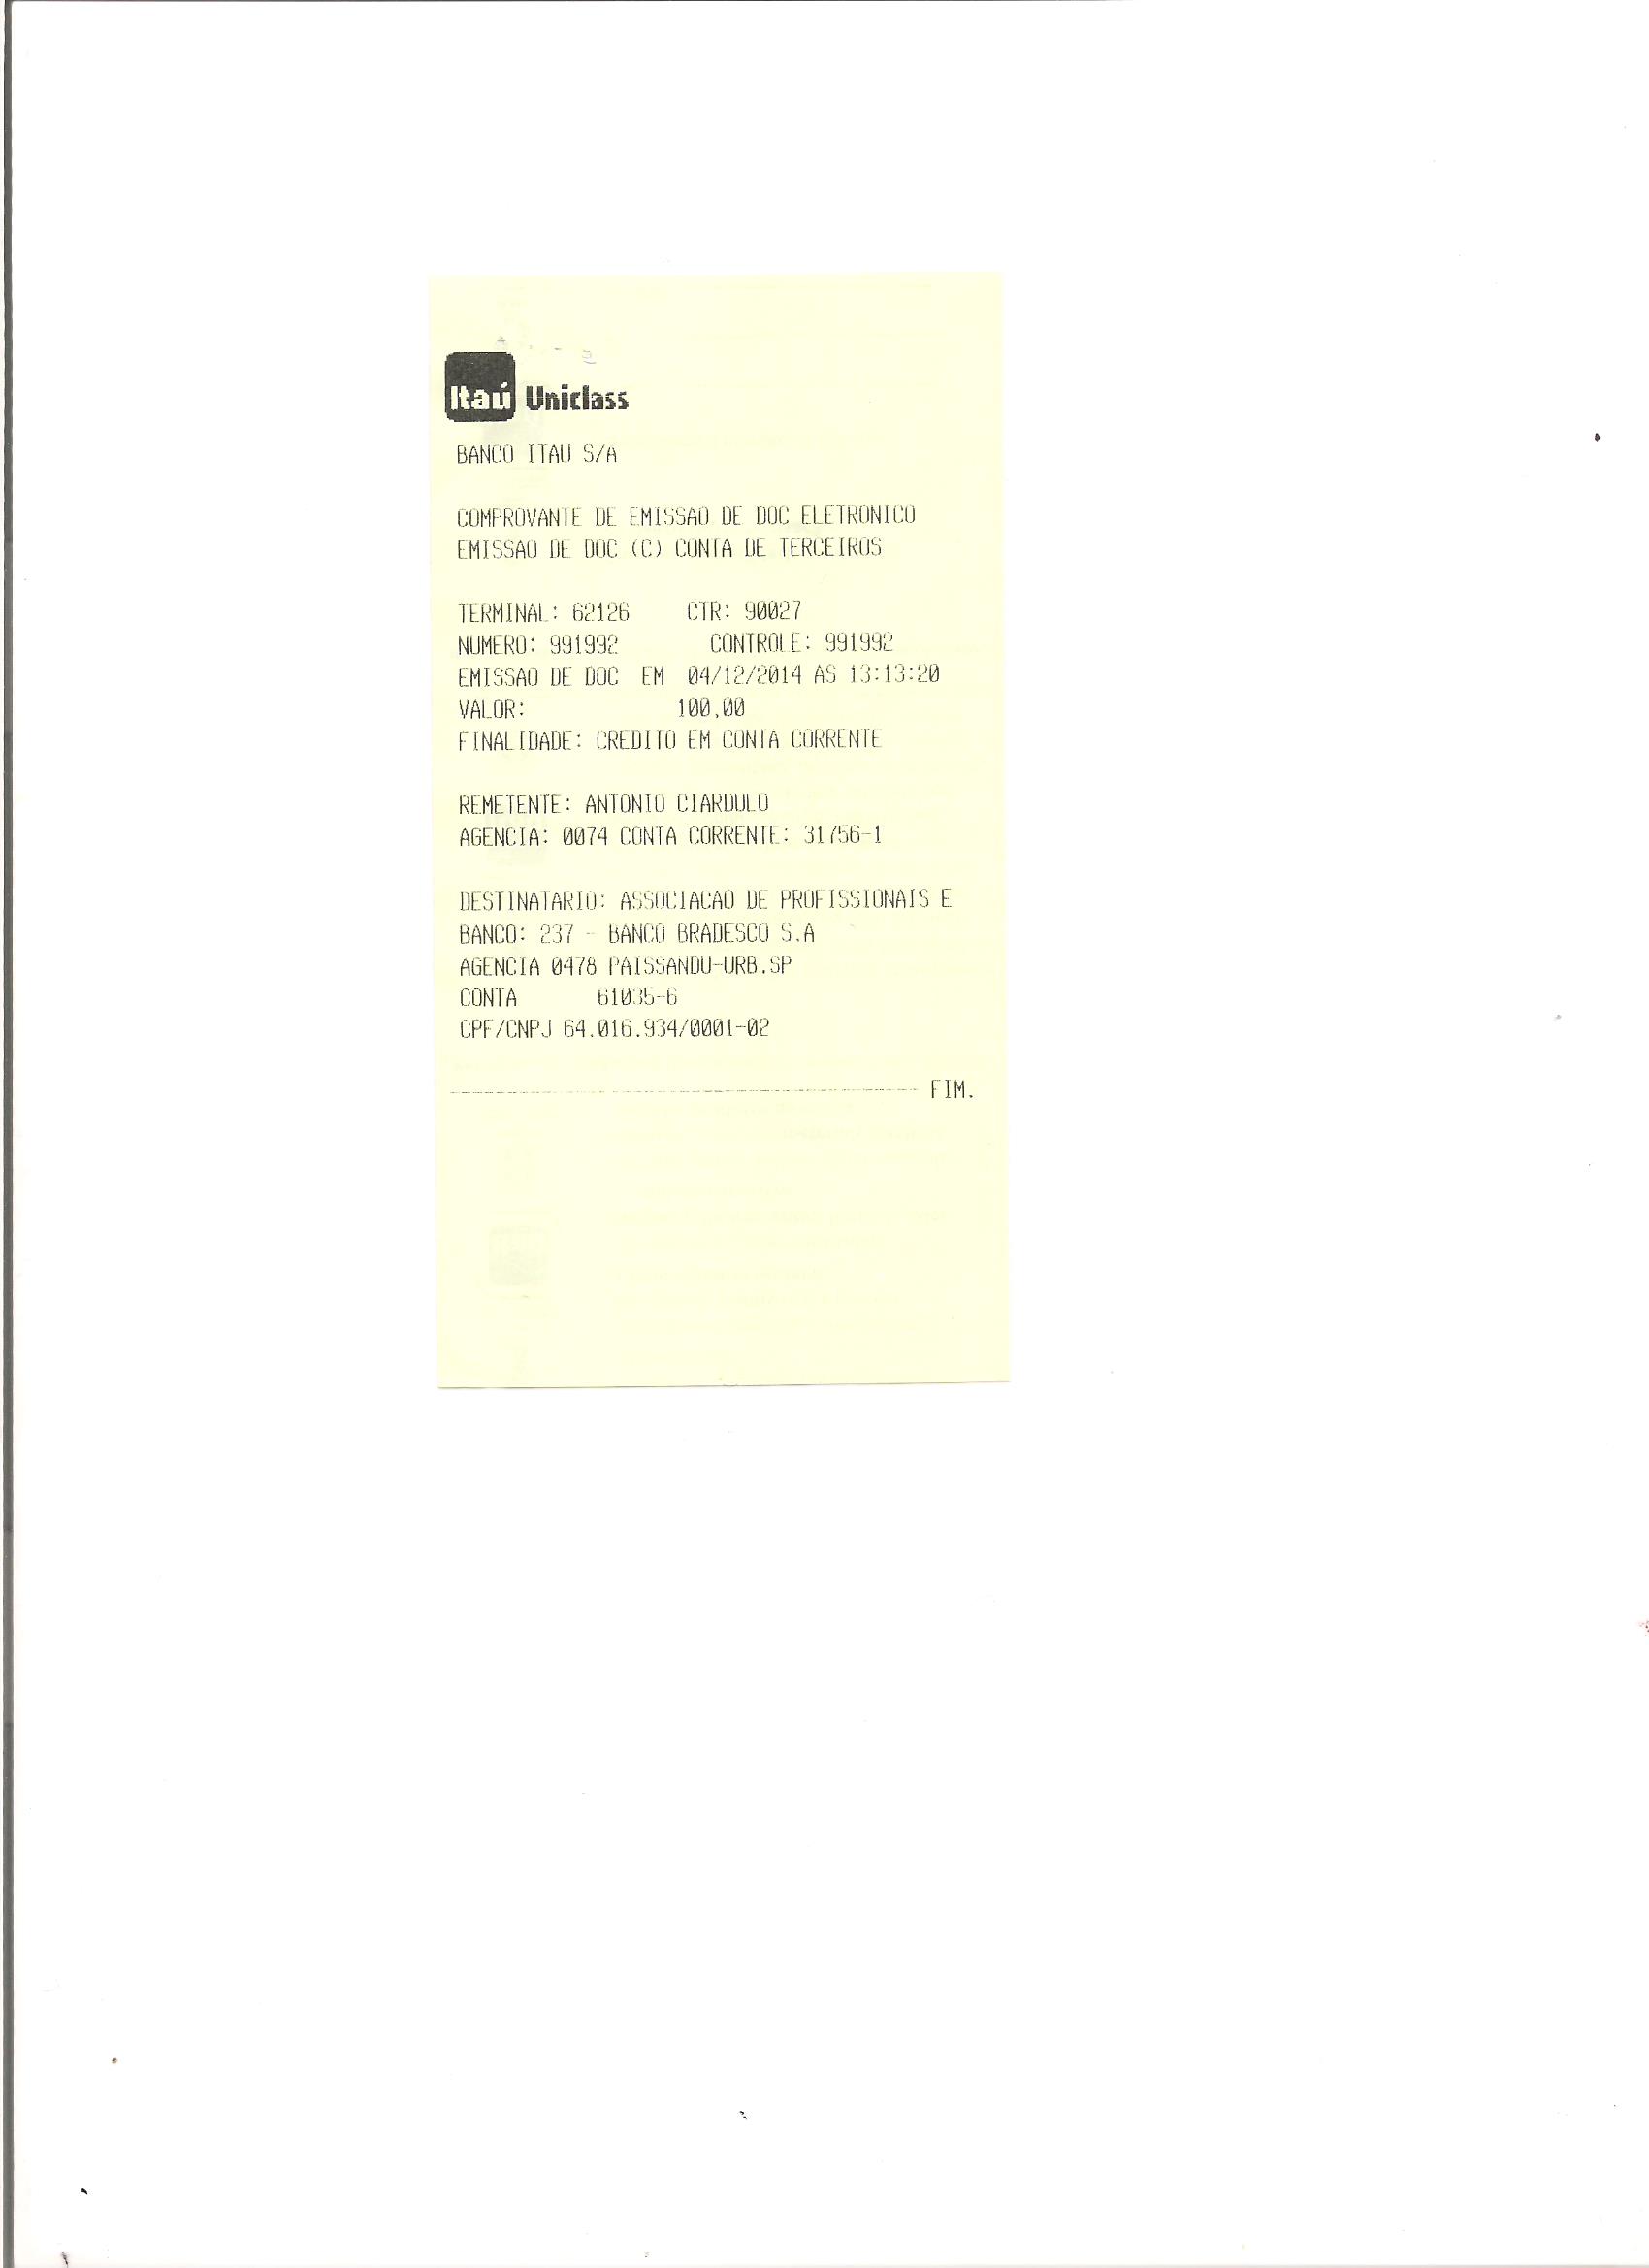 Itaú Uniclass
BANCO ITAU S/A
COMPROVANTE DE EMISSAO DE DOC ELETRONICO
EMISSAO DE DOC (C) CONTA DE TERCEIROS
TERMINAL: 62126 CTR: 90027
NUMERO: 991992 CONTROLE: 991992
EMISSAO DE DOC EM 04/12/2014 AS 13:13:20
VALOR: 100,00
FINALIDADE: CREDITO EM CONTA CORRENTE
REMETENTE: ANTONIO CIARDULO
AGENCIA: 0074 CONTA CORRENTE: 31756-1
DESTINATARIO: ASSOCIACAO DE PROFISSIONAIS E
BANCO: 237 - BANCO BRADESCO S.A
AGENCIA 0478 PAISSANDU-URB.SP
CONTA 61035-6
CPF/CNPJ 64.016.934/0001-02
FIM.